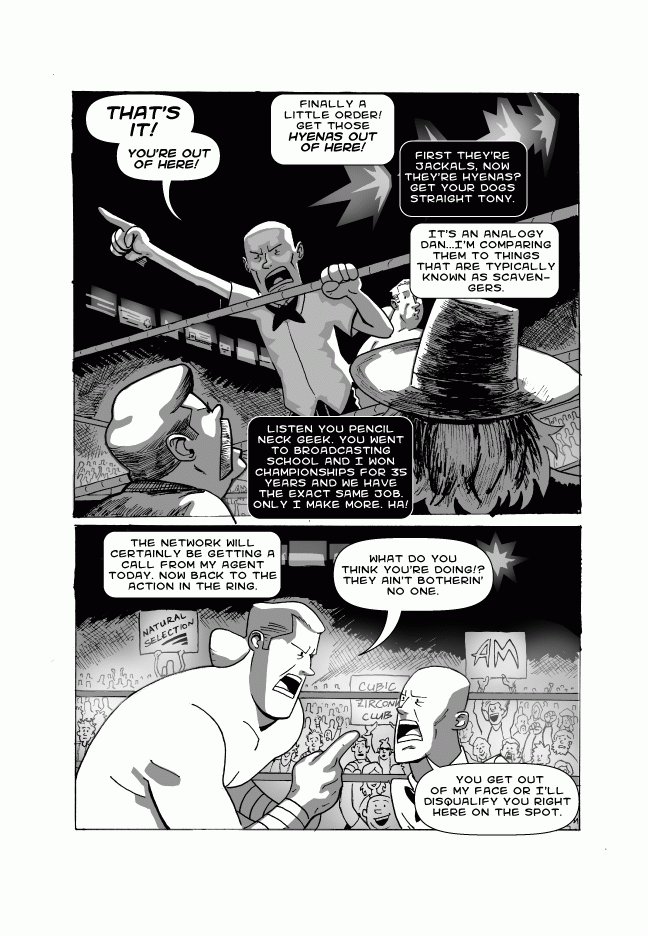 THAT'S
IT!
YOU'RE OUT
OF HERE!
FINALLY A
LITTLE ORDER!
GET THOSE
HYENAS OUT
OF HERE!
FIRST THEY'RE
JACKALS, NOW
THEY'RE HYENAS?
GET YOUR DOGS
STRAIGHT TONY.
IT'S AN ANALOGY
DAN...I'M COMPARING
THEM TO THINGS
THAT ARE TYPICALLY
KNOWN AS SCAVEN-
GERS.
LISTEN YOU PENCIL
NECK GEEK. YOU WENT
TO BROADCASTING
SCHOOL AND I WON
CHAMPIONSHIPS FOR 35
YEARS AND WE HAVE
THE EXACT SAME JOB.
ONLY I MAKE MORE. HA!
THE NETWORK WILL
CERTAINLY BE GETTING A
CALL FROM MY AGENT
TODAY. NOW BACK TO THE
ACTION IN THE RING.
WHAT DO YOU
THINK YOU'RE DOING!?
THEY AIN'T BOTHERIN'
NO ONE.
NATURAL
SELECTION
AM
CUBIC
ZIRCONI
CLUB
YOU GET OUT
OF MY FACE OR I'LL
DISQUALIFY YOU RIGHT
HERE ON THE SPOT.